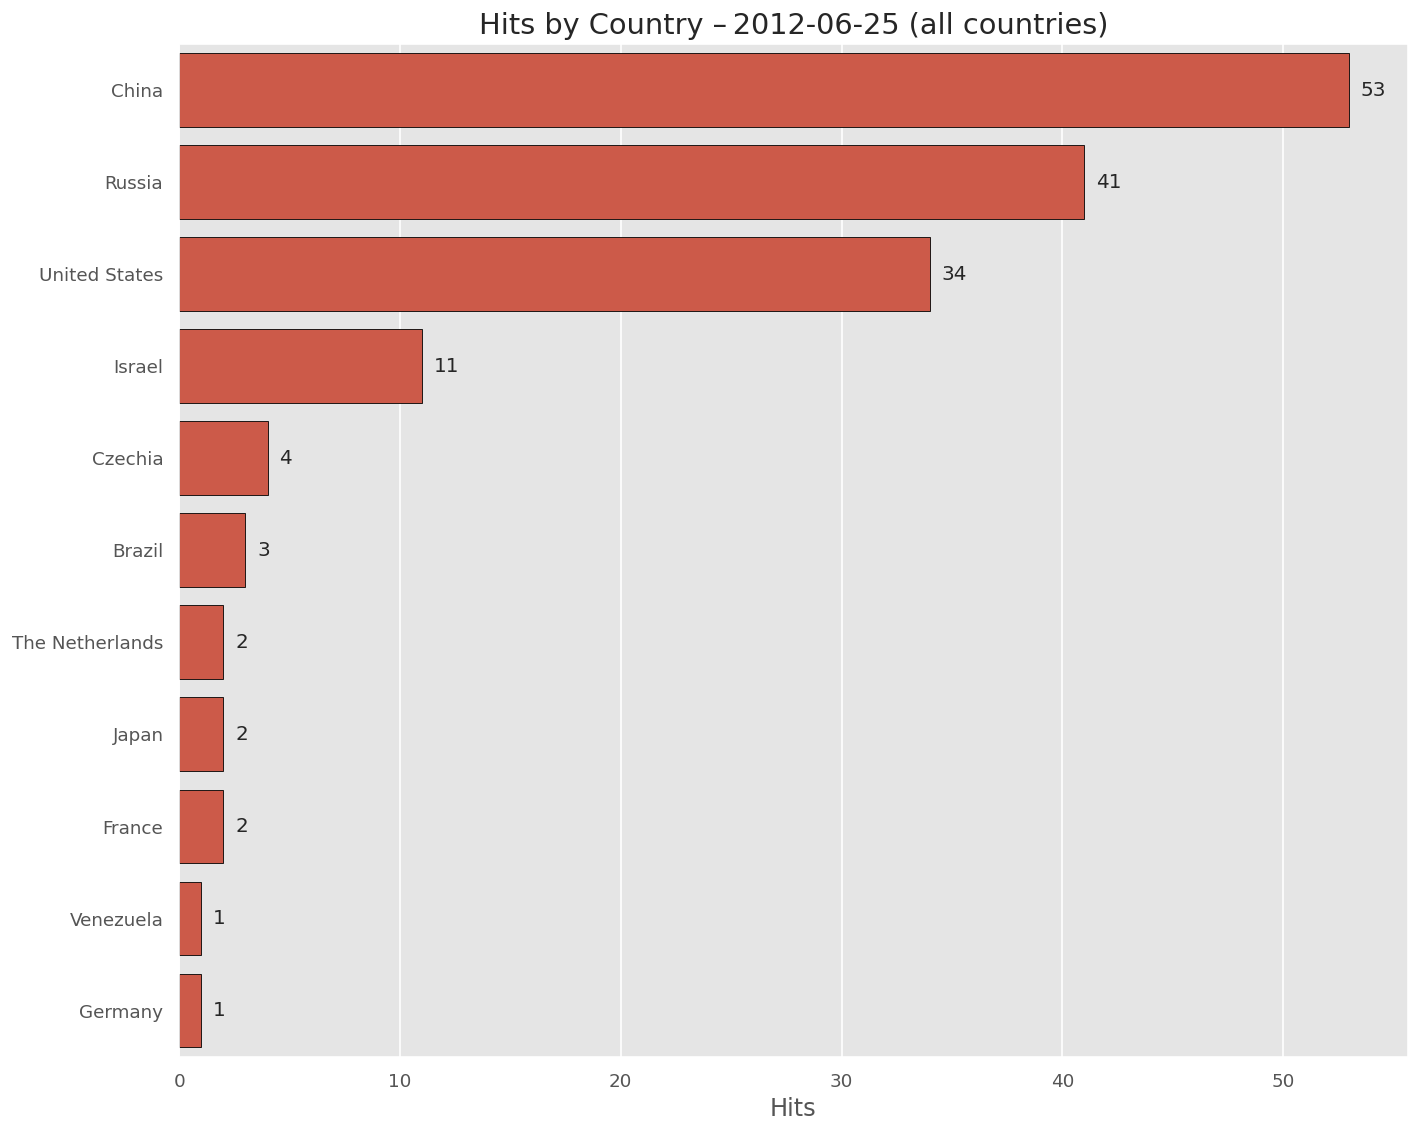 Hits by Country – 2012-06-25 (all countries)
China 53
Russia 41
United States 34
Israel 11
Czechia 4
Brazil 3
The Netherlands 2
Japan 2
France 2
Venezuela 1
Germany 1
0 10 20 30 40 50
Hits